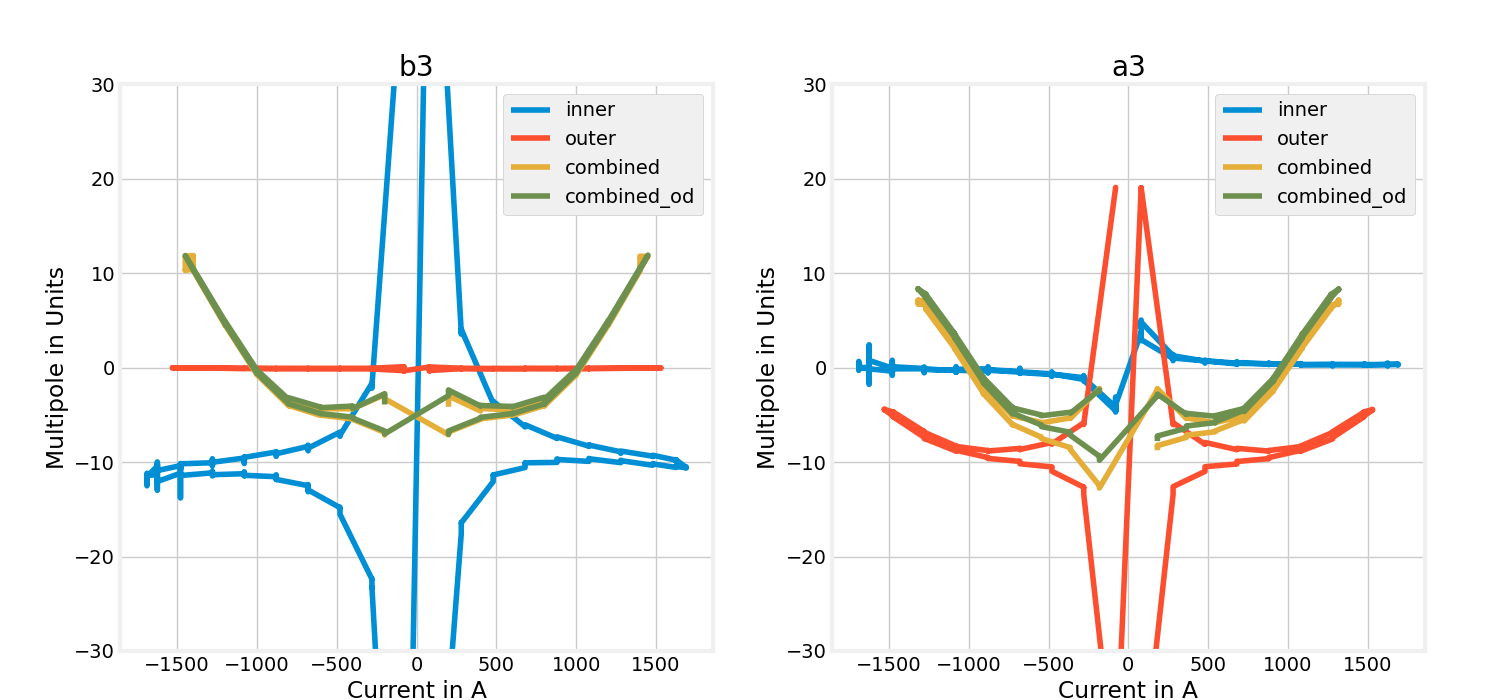 b3
Multipole in Units
30
20
10
0
−10
−20
−30
inner
outer
combined
combined_od
−1500 −1000 −500 0 500 1000 1500
Current in A
a3
Multipole in Units
30
20
10
0
−10
−20
−30
inner
outer
combined
combined_od
−1500 −1000 −500 0 500 1000 1500
Current in A